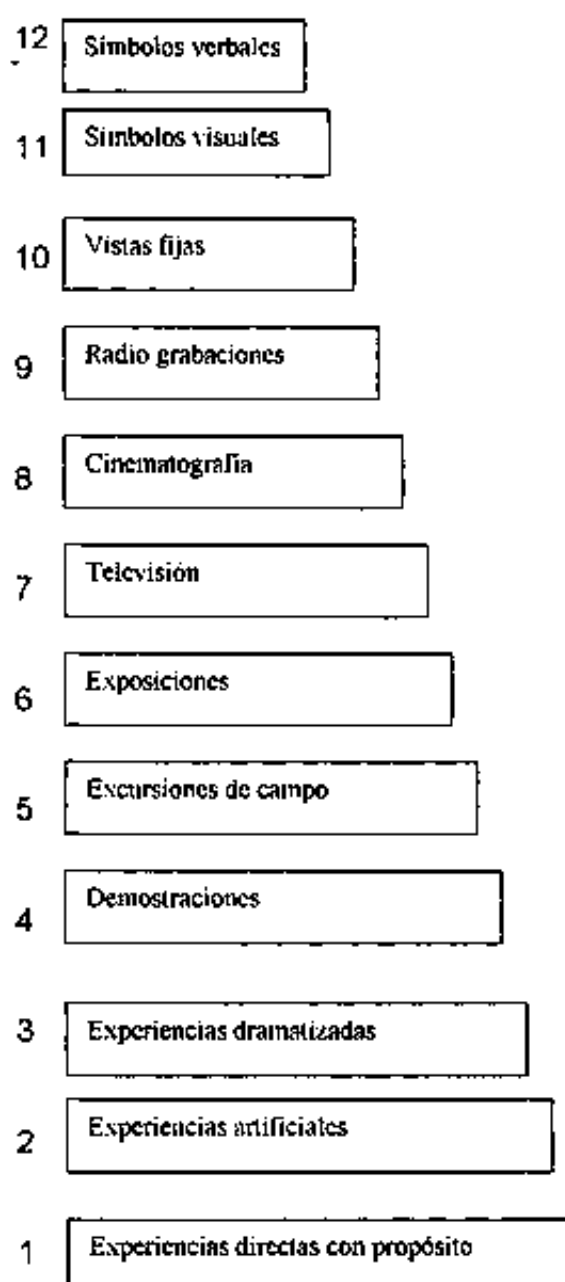 12 Símbolos verbales
11 Símbolos visuales
10 Vistas fijas
9 Radio grabaciones
8 Cinematografía
7 Televisión
6 Exposiciones
5 Excursiones de campo
4 Demostraciones
3 Experiencias dramatizadas
2 Experiencias artificiales
1 Experiencias directas con propósito